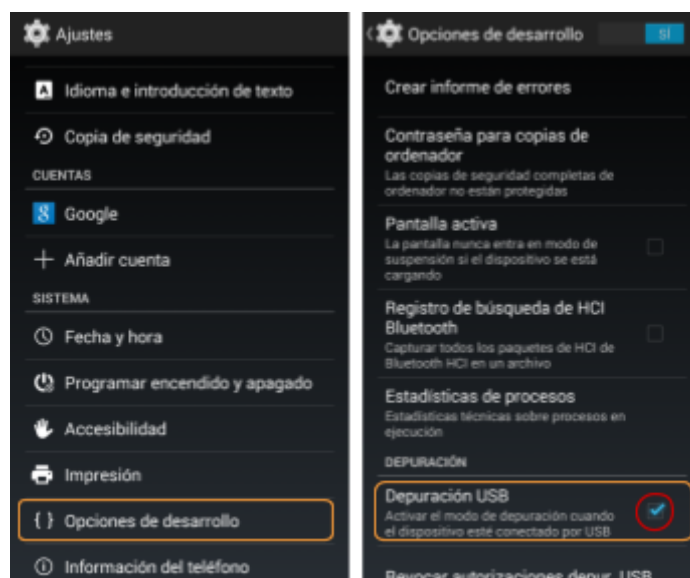 Ajustes
Idioma e introducción de texto
Copia de seguridad
CUENTAS
Google
Añadir cuenta
SISTEMA
Fecha y hora
Programar encendido y apagado
Accesibilidad
Impresión
{ } Opciones de desarrollo
Información del teléfono
Opciones de desarrollo
SÍ
Crear informe de errores
Contraseña para copias de
ordenador
Las copias de seguridad completas de
ordenador no están protegidas
Pantalla activa
La pantalla nunca entra en modo de
suspensión si el dispositivo se está
cargando
Registro de búsqueda de HCI
Bluetooth
Capturar todos los paquetes de HCI de
Bluetooth HCI en un archivo
Estadísticas de procesos
Estadísticas técnicas sobre procesos en
ejecución
DEPURACIÓN
Depuración USB
Activar el modo de depuración cuando
el dispositivo esté conectado por USB
Revocar autorizaciones depur. USB